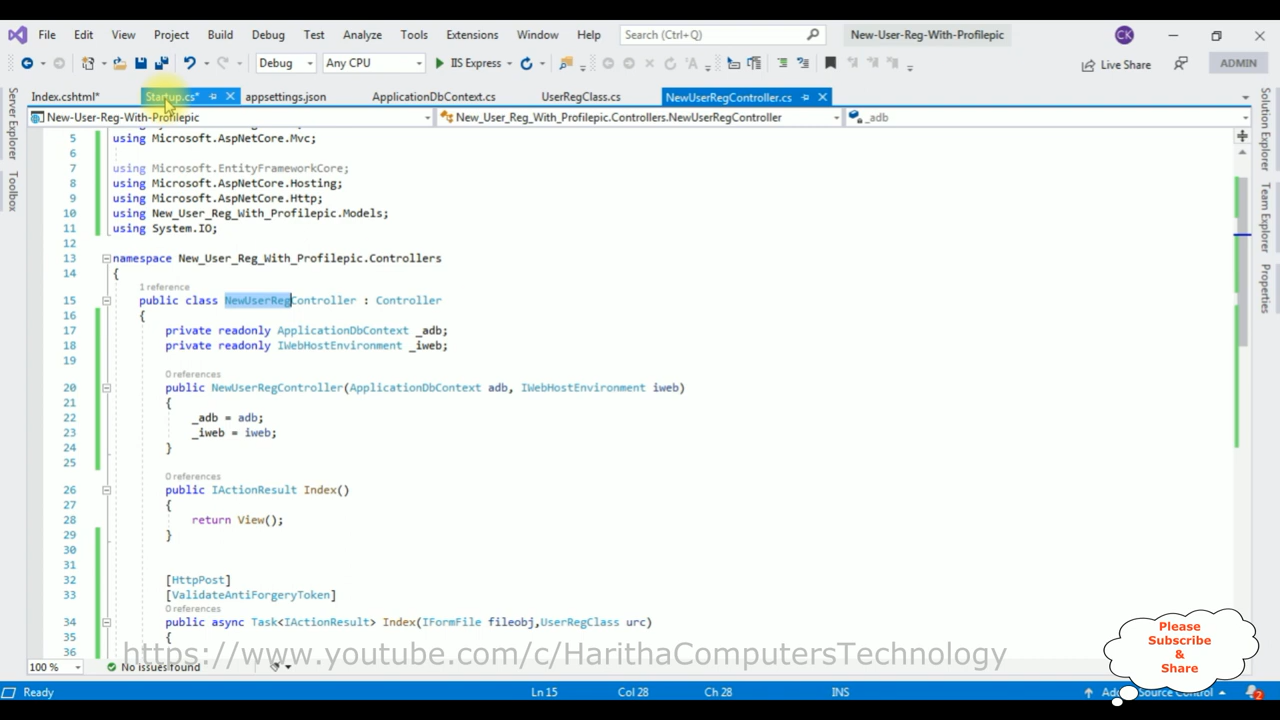 File Edit View Project Build Debug Test Analyze Tools Extensions Window Help Search (Ctrl+Q) New-User-Reg-With-Profilepic CK
Debug Any CPU IIS Express Live Share ADMIN
Index.cshtml* Startup.cs* appsettings.json ApplicationDbContext.cs UserRegClass.cs NewUserRegController.cs
New-User-Reg-With-Profilepic New_User_Reg_With_Profilepic.Controllers.NewUserRegController _adb
Server Explorer
Toolbox
Solution Explorer
Team Explorer
Properties
5 using Microsoft.AspNetCore.Mvc;
6
7 using Microsoft.EntityFrameworkCore;
8 using Microsoft.AspNetCore.Hosting;
9 using Microsoft.AspNetCore.Http;
10 using New_User_Reg_With_Profilepic.Models;
11 using System.IO;
12
13 namespace New_User_Reg_With_Profilepic.Controllers
14 {
1 reference
15 public class NewUserRegController : Controller
16 {
17 private readonly ApplicationDbContext _adb;
18 private readonly IWebHostEnvironment _iweb;
19
0 references
20 public NewUserRegController(ApplicationDbContext adb, IWebHostEnvironment iweb)
21 {
22 _adb = adb;
23 _iweb = iweb;
24 }
25
0 references
26 public IActionResult Index()
27 {
28 return View();
29 }
30
31
32 [HttpPost]
33 [ValidateAntiForgeryToken]
0 references
34 public async Task<IActionResult> Index(IFormFile fileobj,UserRegClass urc)
35 {
36
https://www.youtube.com/c/HarithaComputersTechnology
Please
Subscribe
&
Share
100 % No issues found
Ready Ln 15 Col 28 Ch 28 INS Source Control 2